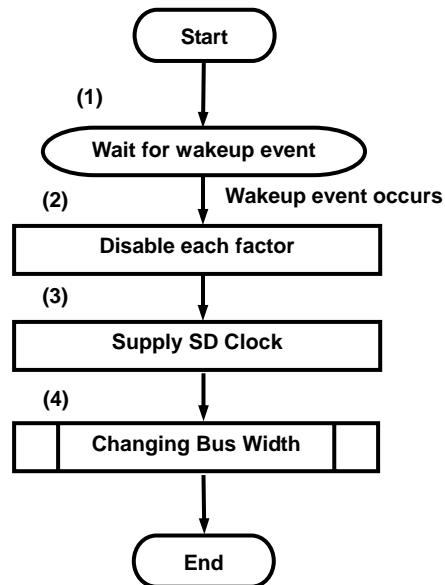 Start
(1)
Wait for wakeup event
Wakeup event occurs
(2)
Disable each factor
(3)
Supply SD Clock
(4)
Changing Bus Width
End